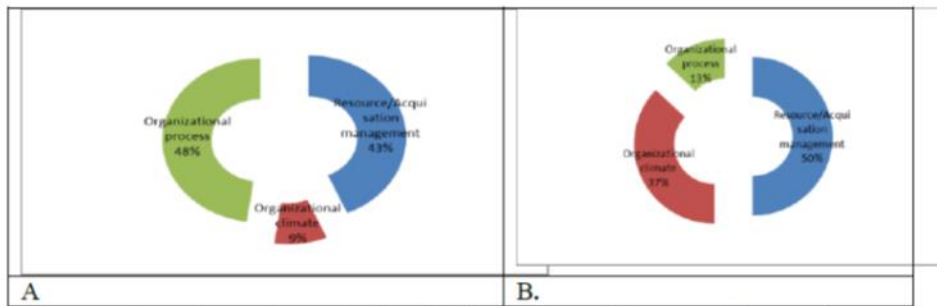 Organizational
process
48%
Resource/Acqui
sation
management
43%
Organizational
climate
9%
Organizational
process
13%
Organizational
climate
37%
Resource/Acqui
sation
management
50%
A
B.